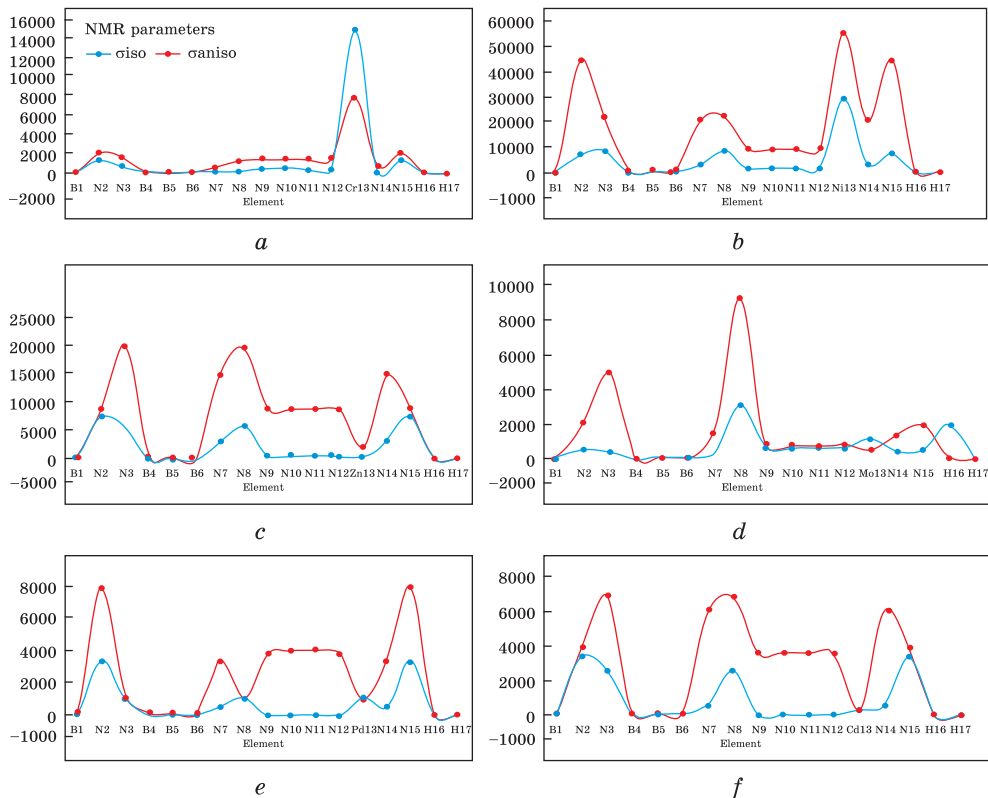 NMR parameters
σiso σaniso
16000
14000
12000
10000
8000
6000
4000
2000
0
−2000
B1 N2 N3 B4 B5 B6 N7 N8 N9 N10 N11 N12 Cr13 N14 N15 H16 H17
Element
a
60000
50000
40000
30000
20000
10000
0
−1000
B1 N2 N3 B4 B5 B6 N7 N8 N9 N10 N11 N12 Ni13 N14 N15 H16 H17
Element
b
25000
20000
15000
10000
5000
0
−5000
B1 N2 N3 B4 B5 B6 N7 N8 N9 N10 N11 N12 Zn13 N14 N15 H16 H17
Element
c
10000
8000
6000
4000
2000
0
−2000
B1 N2 N3 B4 B5 B6 N7 N8 N9 N10 N11 N12 Mo13 N14 N15 H16 H17
Element
d
8000
6000
4000
2000
0
−1000
B1 N2 N3 B4 B5 B6 N7 N8 N9 N10 N11 N12 Pd13 N14 N15 H16 H17
Element
e
8000
6000
4000
2000
0
−1000
B1 N2 N3 B4 B5 B6 N7 N8 N9 N10 N11 N12 Cd13 N14 N15 H16 H17
Element
f